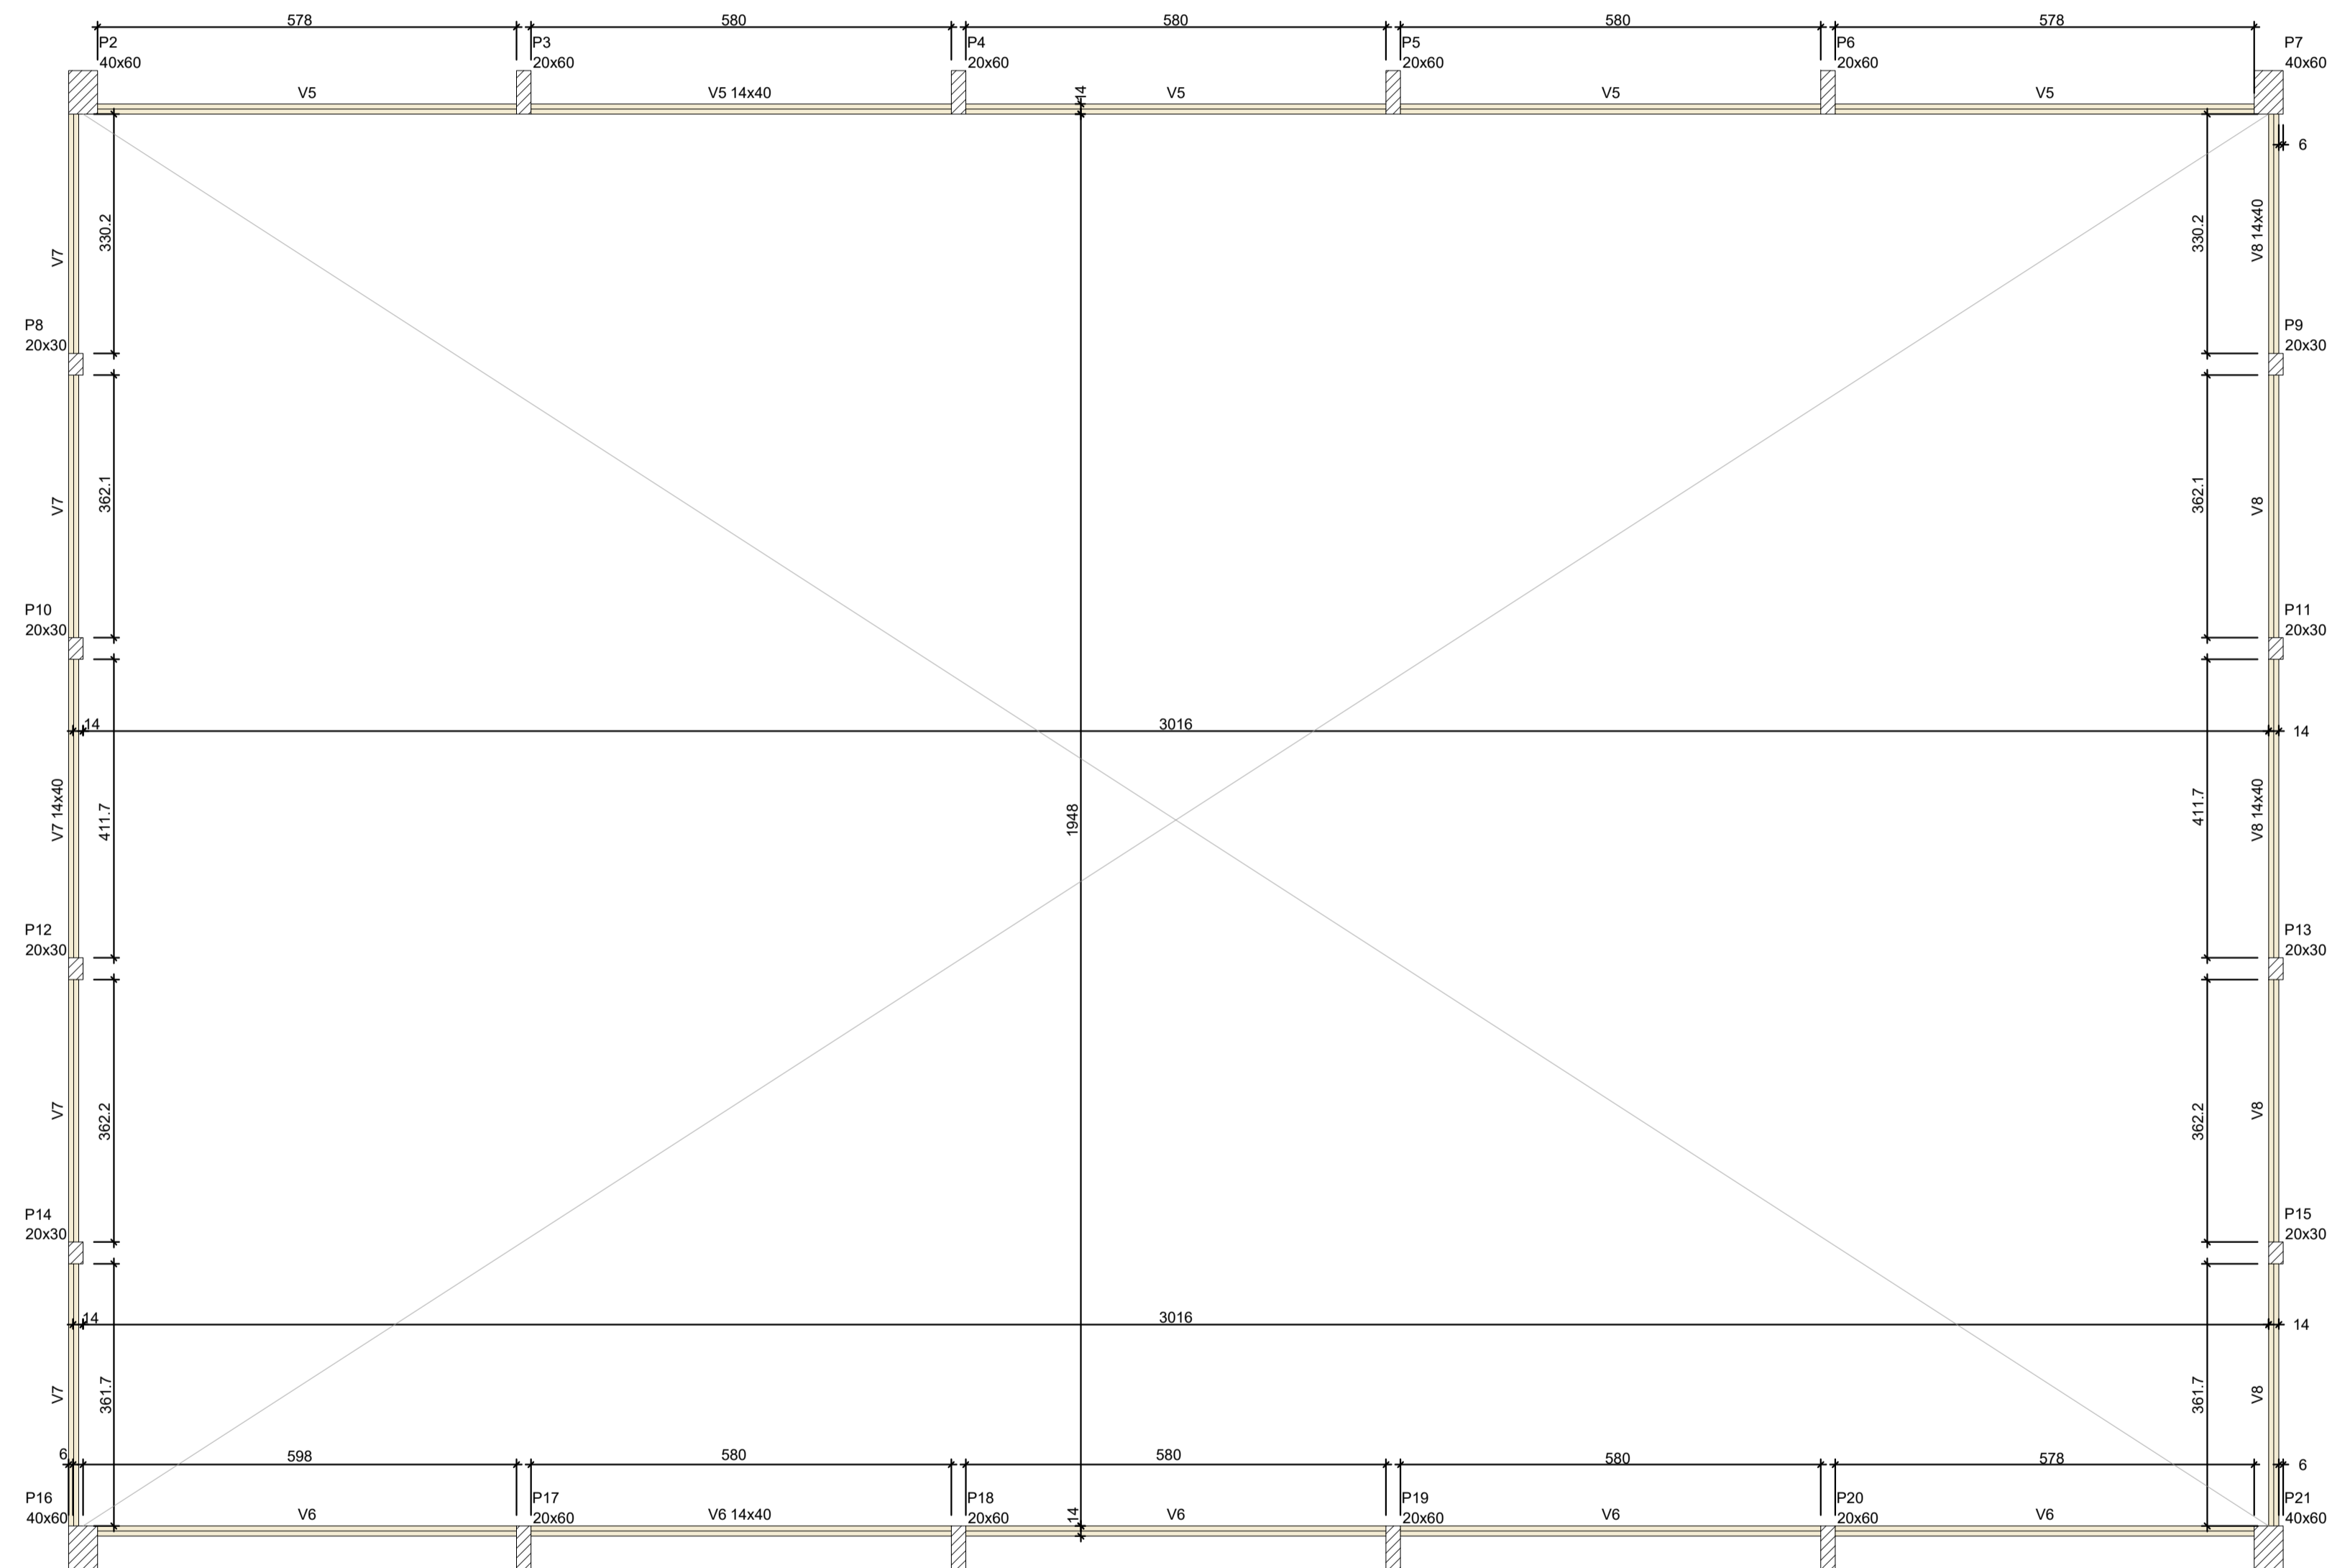 578 580 580 580 578
P2 P3 P4 P5 P6 P7
40x60 20x60 20x60 20x60 20x60 40x60
V5 V5 14x40 14 V5 V5 V5
6
V7 330.2 330.2 V8 14x40
P8 P9
20x30 20x30
V7 362.1 362.1 V8
P10 P11
20x30 20x30
14 3016 14
V7 14x40 411.7 1948 411.7 V8 14x40
P12 P13
20x30 20x30
V7 362.2 362.2 V8
P14 P15
20x30 20x30
14 3016 14
V7 361.7 361.7 V8
6 598 580 580 580 578 6
P16 P17 P18 P19 P20 P21
40x60 20x60 20x60 20x60 20x60 40x60
V6 V6 14x40 14 V6 V6 V6